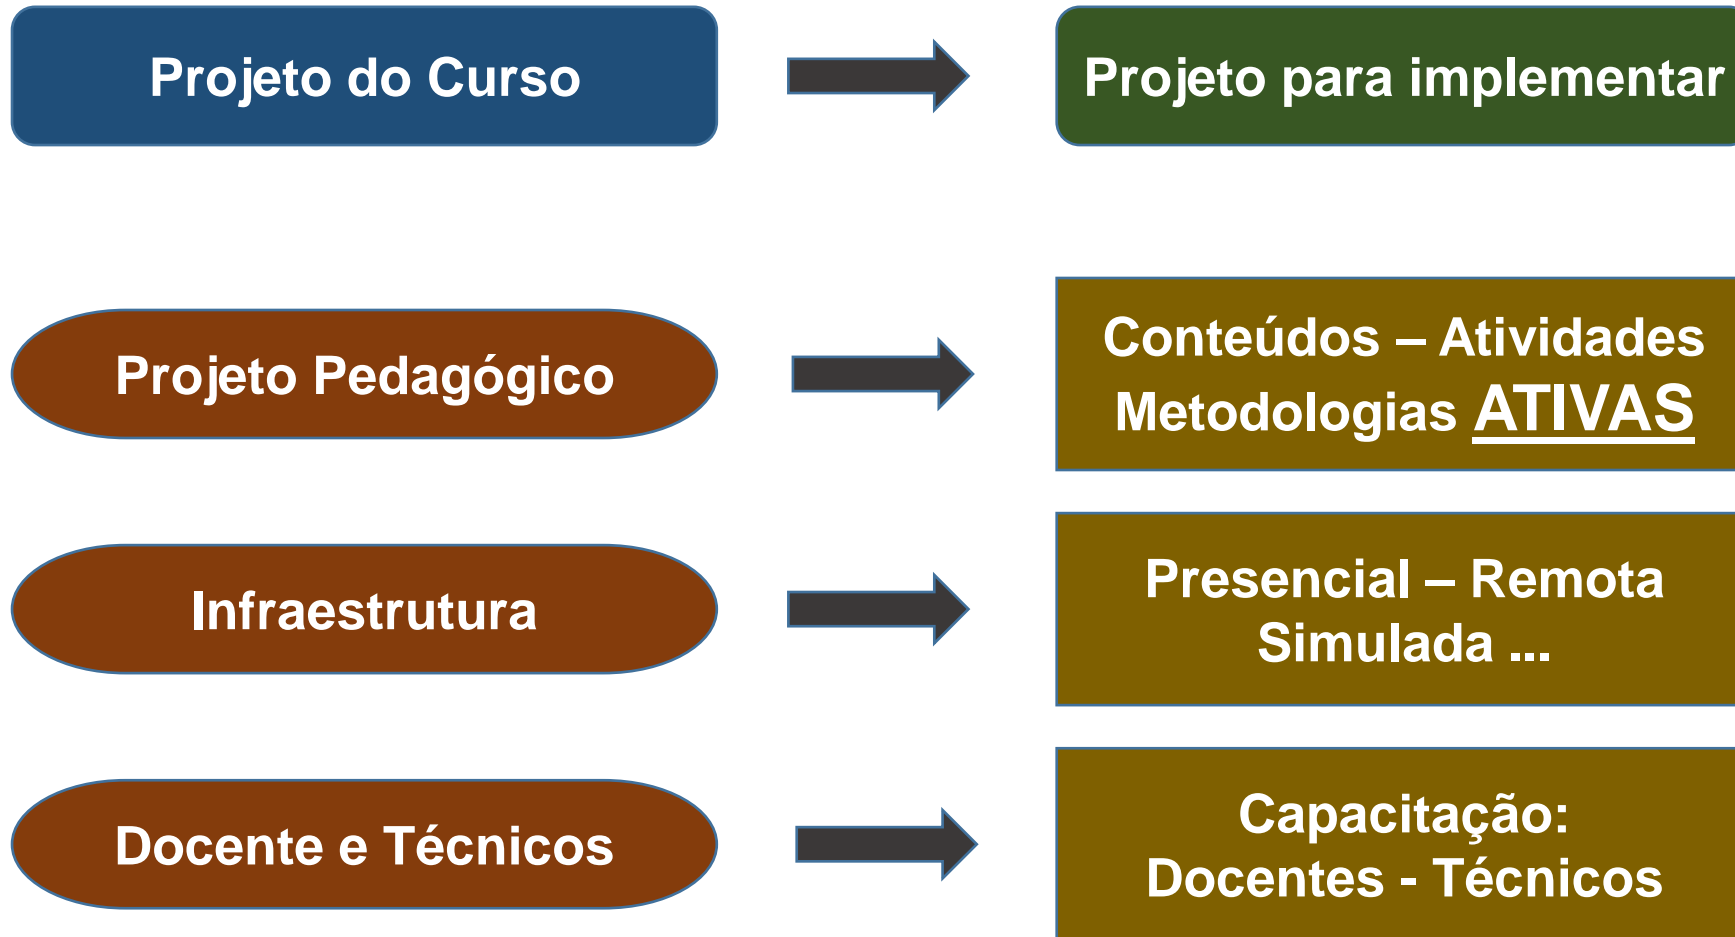 Projeto do Curso
Projeto para implementar
Projeto Pedagógico
Conteúdos – Atividades
Metodologias ATIVAS
Infraestrutura
Presencial – Remota
Simulada ...
Docente e Técnicos
Capacitação:
Docentes - Técnicos